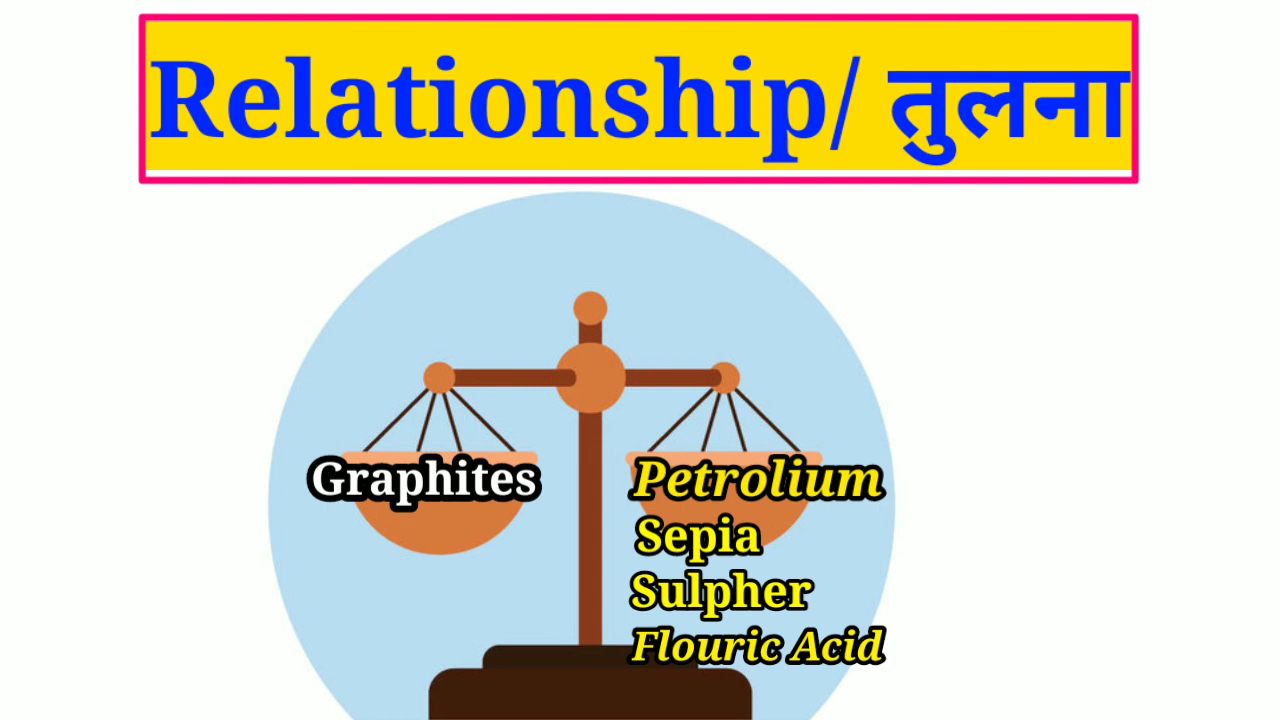 Relationship/ तुलना
Graphites
Petrolium
Sepia
Sulpher
Flouric Acid